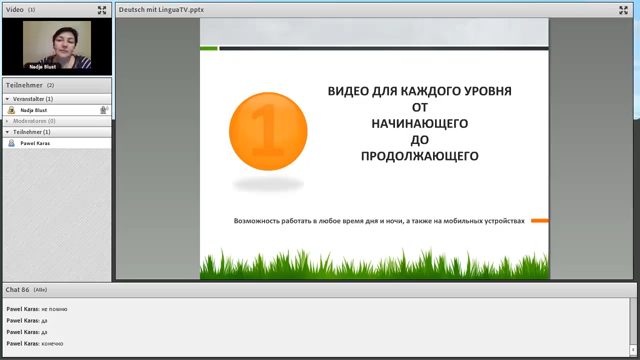 Video (1)
Nadja Blust
Teilnehmer (2)
Veranstalter (1)
Nadja Blust
Moderatoren (0)
Teilnehmer (1)
Pawel Karas
Deutsch mit LinguaTV.pptx
1
ВИДЕО ДЛЯ КАЖДОГО УРОВНЯ
ОТ
НАЧИНАЮЩЕГО
ДО
ПРОДОЛЖАЮЩЕГО
Возможность работать в любое время дня и ночи, а также на мобильных устройствах
Chat 86 (Alle)
Pawel Karas: не помню
Pawel Karas: да
Pawel Karas: да
Pawel Karas: конечно